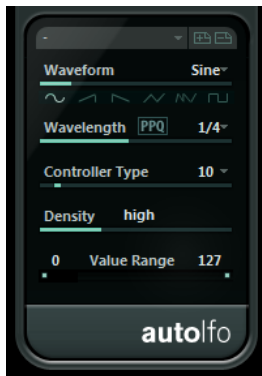 -
Waveform Sine
Wavelength PPQ 1/4
Controller Type 10
Density high
0 Value Range 127
autolfo